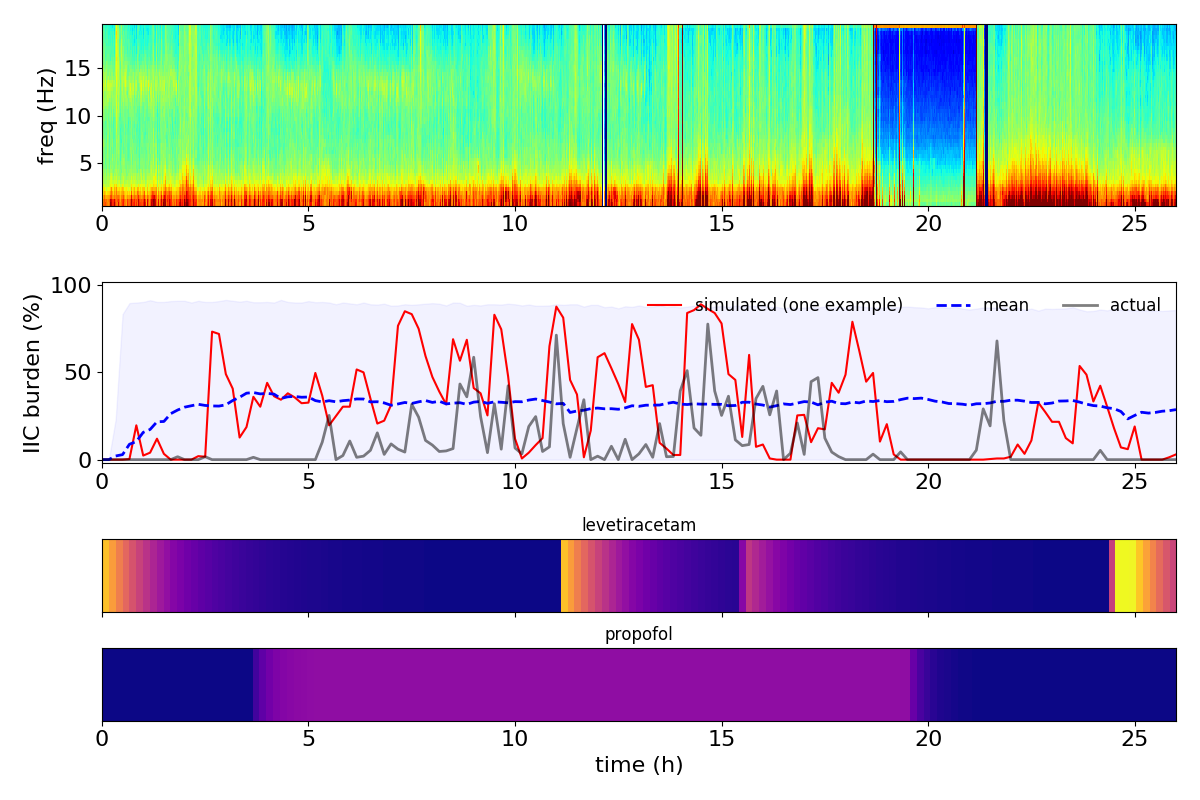 freq (Hz)
15
10
5
0 5 10 15 20 25
IIC burden (%)
100
50
0
simulated (one example) mean actual
0 5 10 15 20 25
levetiracetam
propofol
0 5 10 15 20 25
time (h)